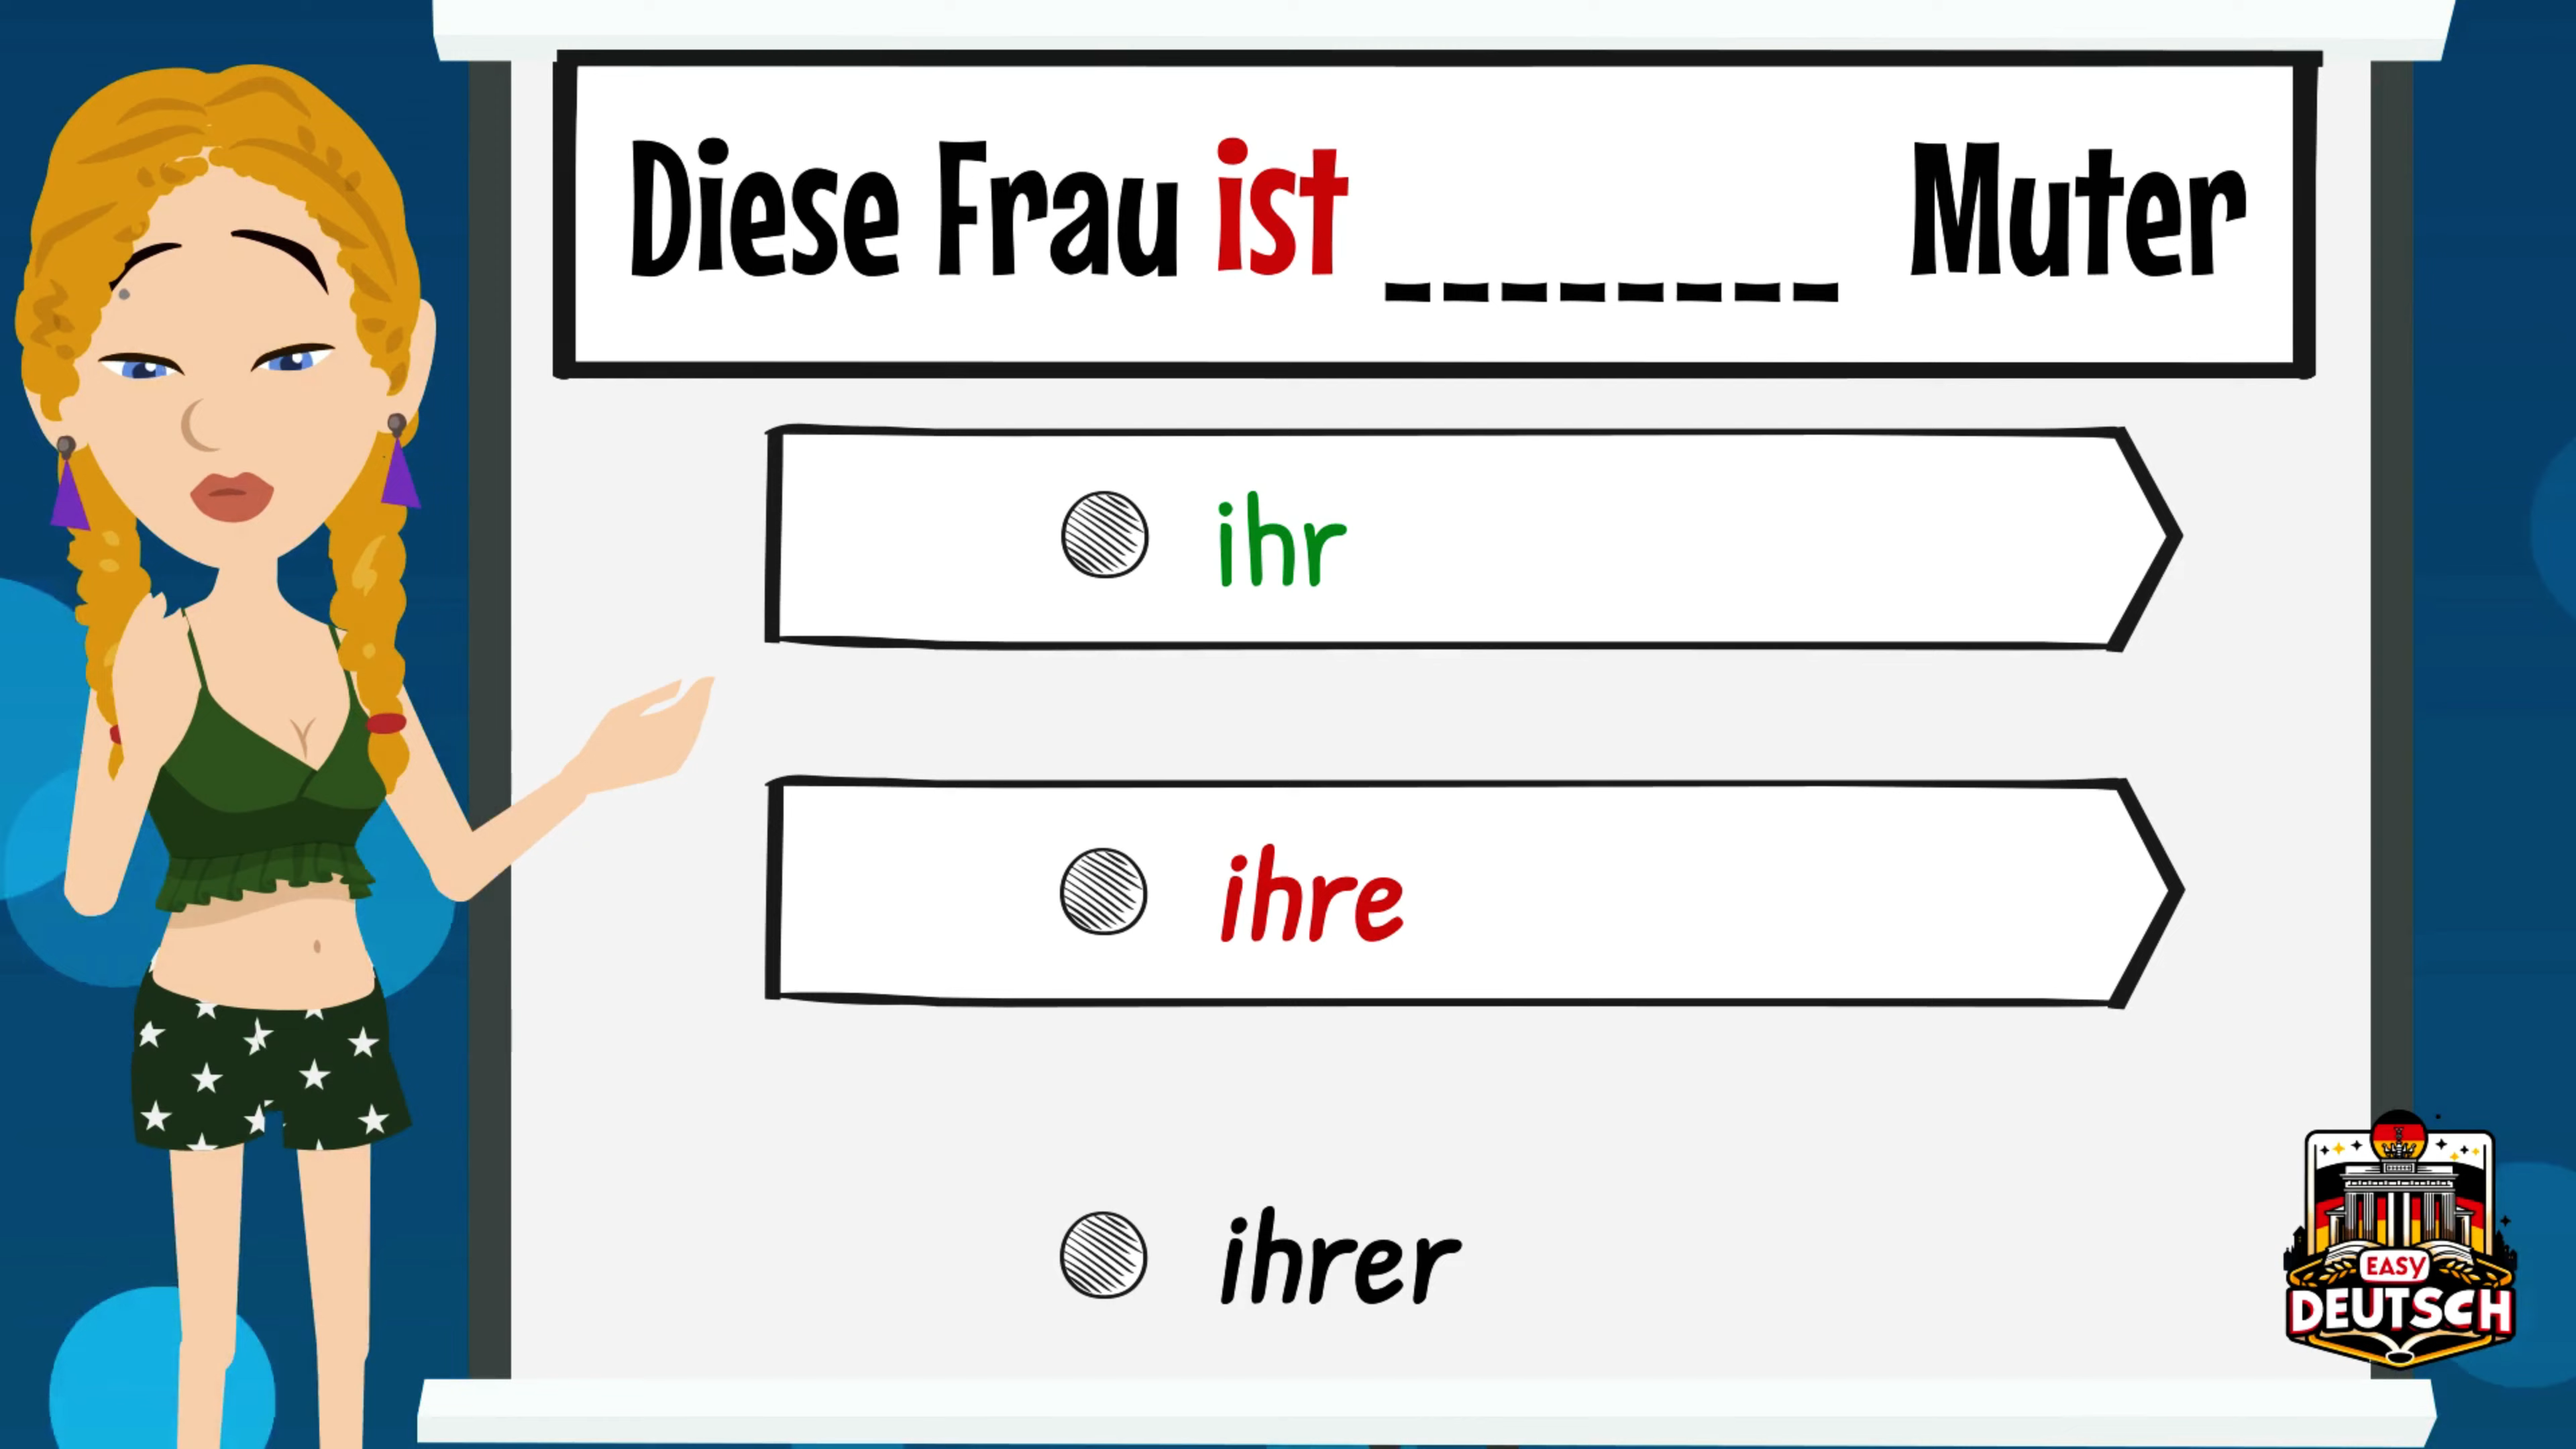 Diese Frau ist ________ Muter
ihr
ihre
ihrer
EASY
DEUTSCH